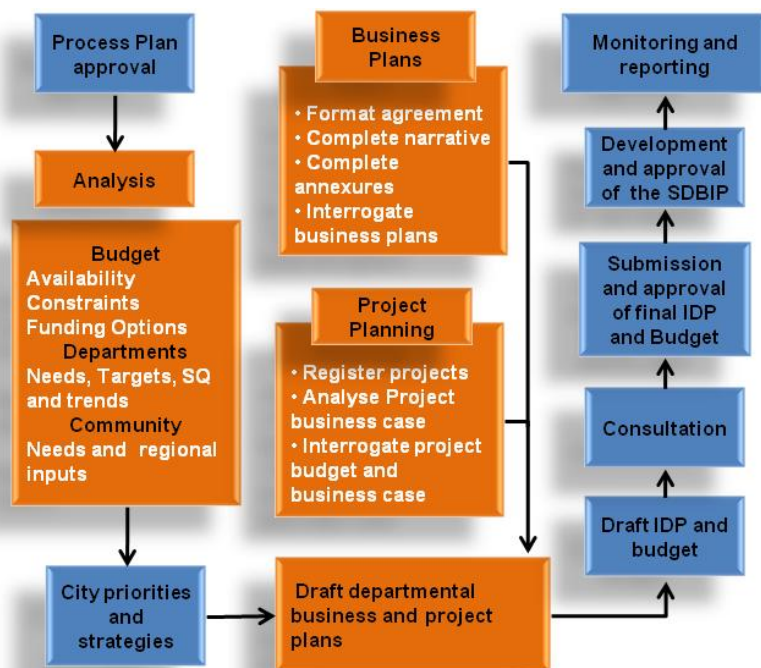 Process Plan
approval
Analysis
Budget
Availability
Constraints
Funding Options
Departments
Needs, Targets, SQ
and trends
Community
Needs and regional
inputs
City priorities
and
strategies
Business
Plans
• Format agreement
• Complete narrative
• Complete
annexures
• Interrogate
business plans
Project
Planning
• Register projects
• Analyse Project
business case
• Interrogate project
budget and
business case
Draft departmental
business and project
plans
Monitoring and
reporting
Development
and approval
of the SDBIP
Submission
and approval
of final IDP
and Budget
Consultation
Draft IDP and
budget